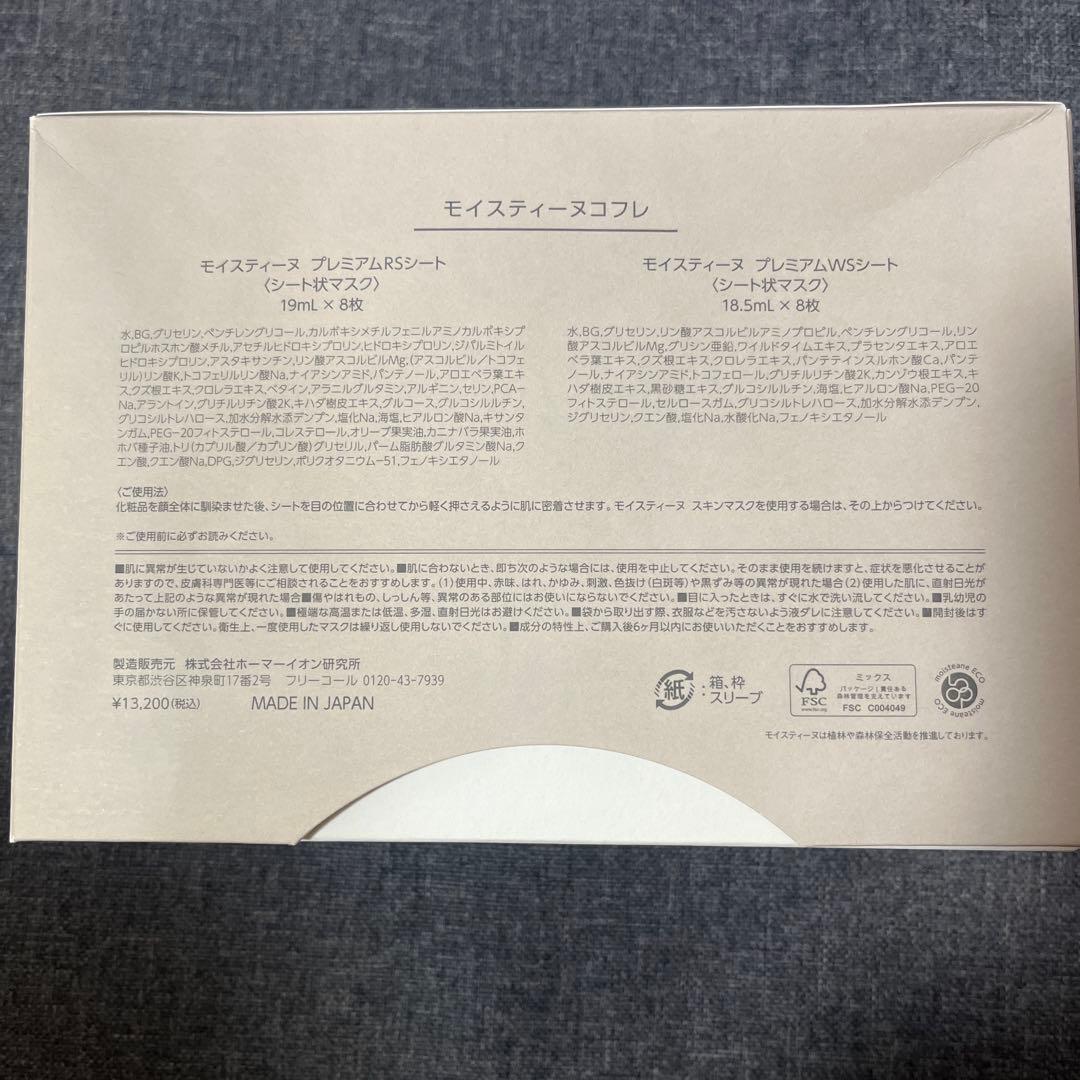 モイスティーヌコフレ
モイスティーヌ プレミアムRSシート
〈シート状マスク〉
19mL × 8枚
水,BG,グリセリン,ペンチレングリコール,カルボキシメチルフェニルアミノカルボキシプ
ロピルホスホン酸メチル,アセチルヒドロキシプロリン,ヒドロキシプロリン,ジパルミトイル
ヒドロキシプロリン,アスタキサンチン,リン酸アスコルビルMg,(アスコルビル/トコフェ
リル)リン酸K,トコフェリルリン酸Na,ナイアシンアミド,パンテノール,アロエベラ葉エキ
ス,クズ根エキス,クロレラエキス,ベタイン,アラニルグルタミン,アルギニン,セリン,PCA-
Na,アラントイン,グリチルリチン酸2K,キハダ樹皮エキス,グルコース,グルコシルルチン,
グリコシルトレハロース,加水分解水添デンプン,塩化Na,海塩,ヒアルロン酸Na,キサンタ
ンガム,PEG-20フィトステロール,コレステロール,オリーブ果実油,カニナバラ果実油,ホ
ホバ種子油,トリ(カプリル酸/カプリン酸)グリセリル,パーム脂肪酸グルタミン酸Na,ク
エン酸,クエン酸Na,DPG,ジグリセリン,ポリクオタニウム-51,フェノキシエタノール
モイスティーヌ プレミアムWSシート
〈シート状マスク〉
18.5mL × 8枚
水,BG,グリセリン,リン酸アスコルビルアミノプロピル,ペンチレングリコール,リン
酸アスコルビルMg,グリシン亜鉛,ワイルドタイムエキス,プラセンタエキス,アロエ
ベラ葉エキス,クズ根エキス,クロレラエキス,パンテテインスルホン酸Ca,パンテ
ノール,ナイアシンアミド,トコフェロール,グリチルリチン酸2K,カンゾウ根エキス,キ
ハダ樹皮エキス,黒砂糖エキス,グルコシルルチン,海塩,ヒアルロン酸Na,PEG-20
フィトステロール,セルロースガム,グリコシルトレハロース,加水分解水添デンプン,
ジグリセリン,クエン酸,塩化Na,水酸化Na,フェノキシエタノール
〈ご使用法〉
化粧品を顔全体に馴染ませた後、シートを目の位置に合わせてから軽く押さえるように肌に密着させます。モイスティーヌ スキンマスクを使用する場合は、その上からつけてください。
※ご使用前に必ずお読みください。
■肌に異常が生じていないかよく注意して使用してください。■肌に合わないとき、即ち次のような場合には、使用を中止してください。そのまま使用を続けますと、症状を悪化させることが
ありますので、皮膚科専門医等にご相談されることをおすすめします。(1)使用中、赤味、はれ、かゆみ、刺激、色抜け(白斑等)や黒ずみ等の異常が現れた場合(2)使用した肌に、直射日光が
あたって上記のような異常が現れた場合■傷やはれもの、しっしん等、異常のある部位にはお使いにならないでください。■目に入ったときは、すぐに水で洗い流してください。■乳幼児の
手の届かない所に保管してください。■極端な高温または低温、多湿、直射日光はお避けください。■袋から取り出す際、衣服などを汚さないよう液ダレに注意してください。■開封後はす
ぐに使用してください。衛生上、一度使用したマスクは繰り返し使用しないでください。■成分の特性上、ご購入後6ヶ月以内にお使いいただくことをおすすめします。
製造販売元 株式会社ホーマーイオン研究所
東京都渋谷区神泉町17番2号 フリーコール 0120-43-7939
¥13,200(税込) MADE IN JAPAN
紙:箱、枠
スリーブ
FSC
www.fsc.org
ミックス
パッケージ|責任ある
森林管理を支えています
FSC C004049
moisteane ECO
moisteane ECO
モイスティーヌは植林や森林保全活動を推進しております。